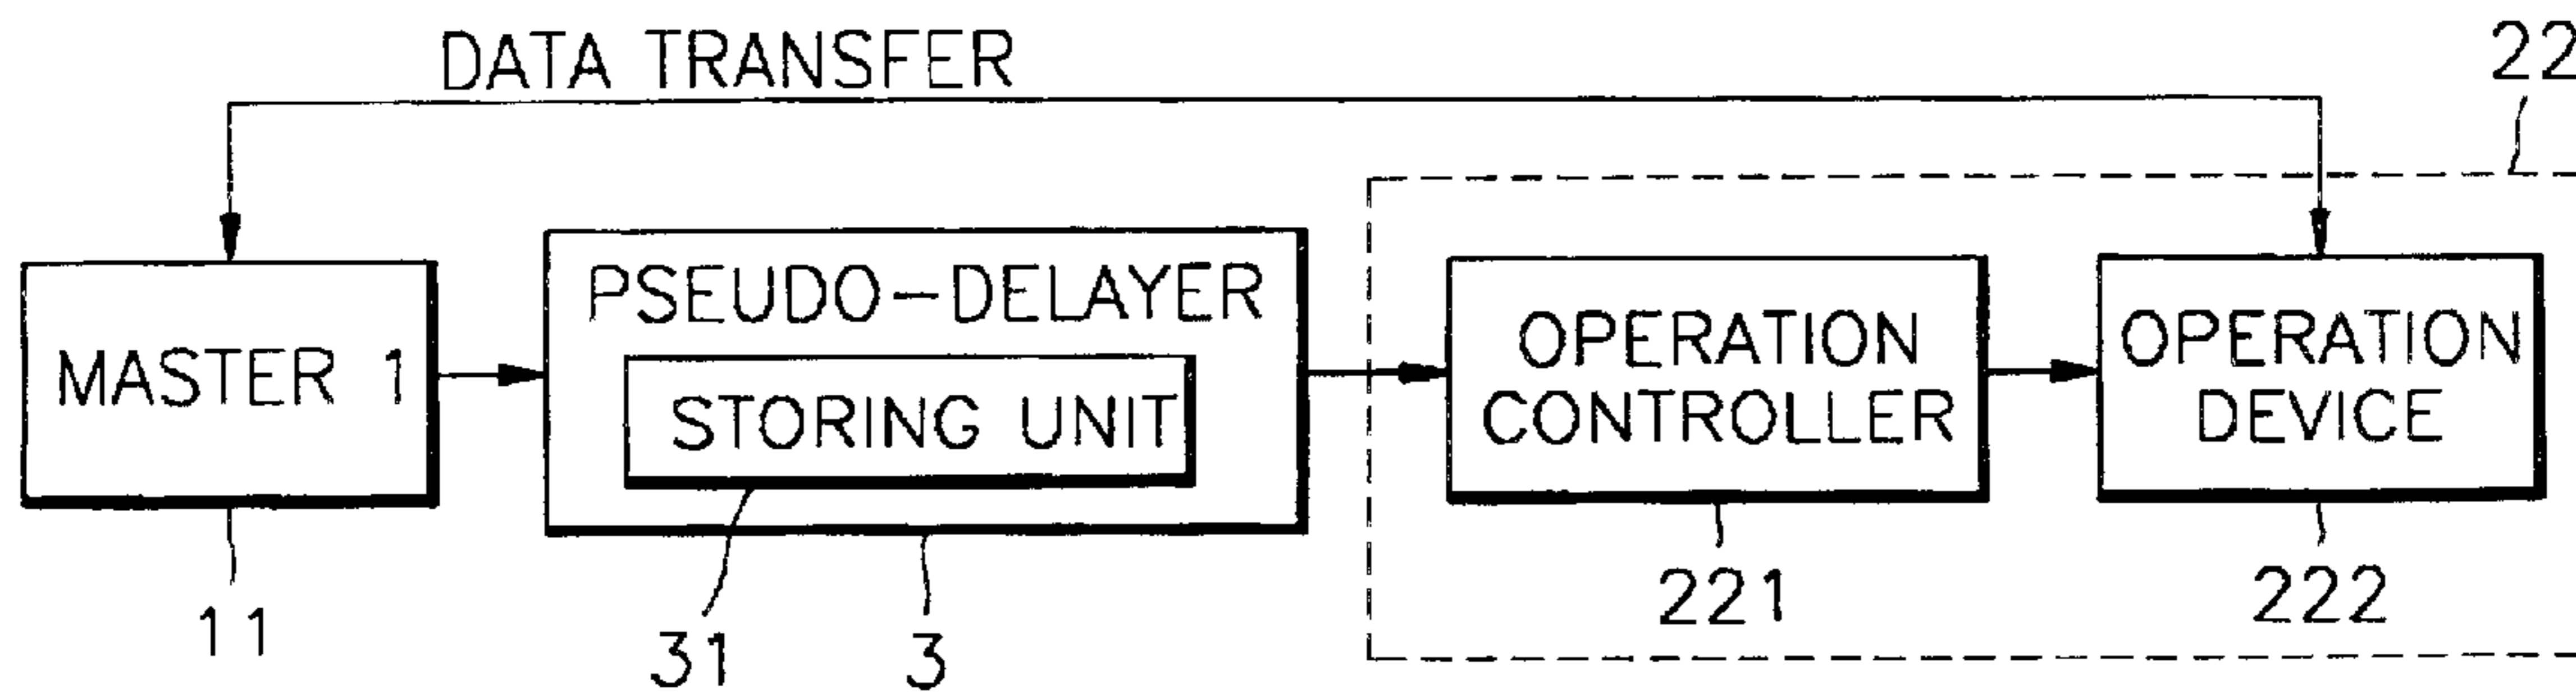 DATA TRANSFER
22
MASTER 1
PSEUDO-DELAYER
STORING UNIT
OPERATION
CONTROLLER
OPERATION
DEVICE
11
31
3
221
222